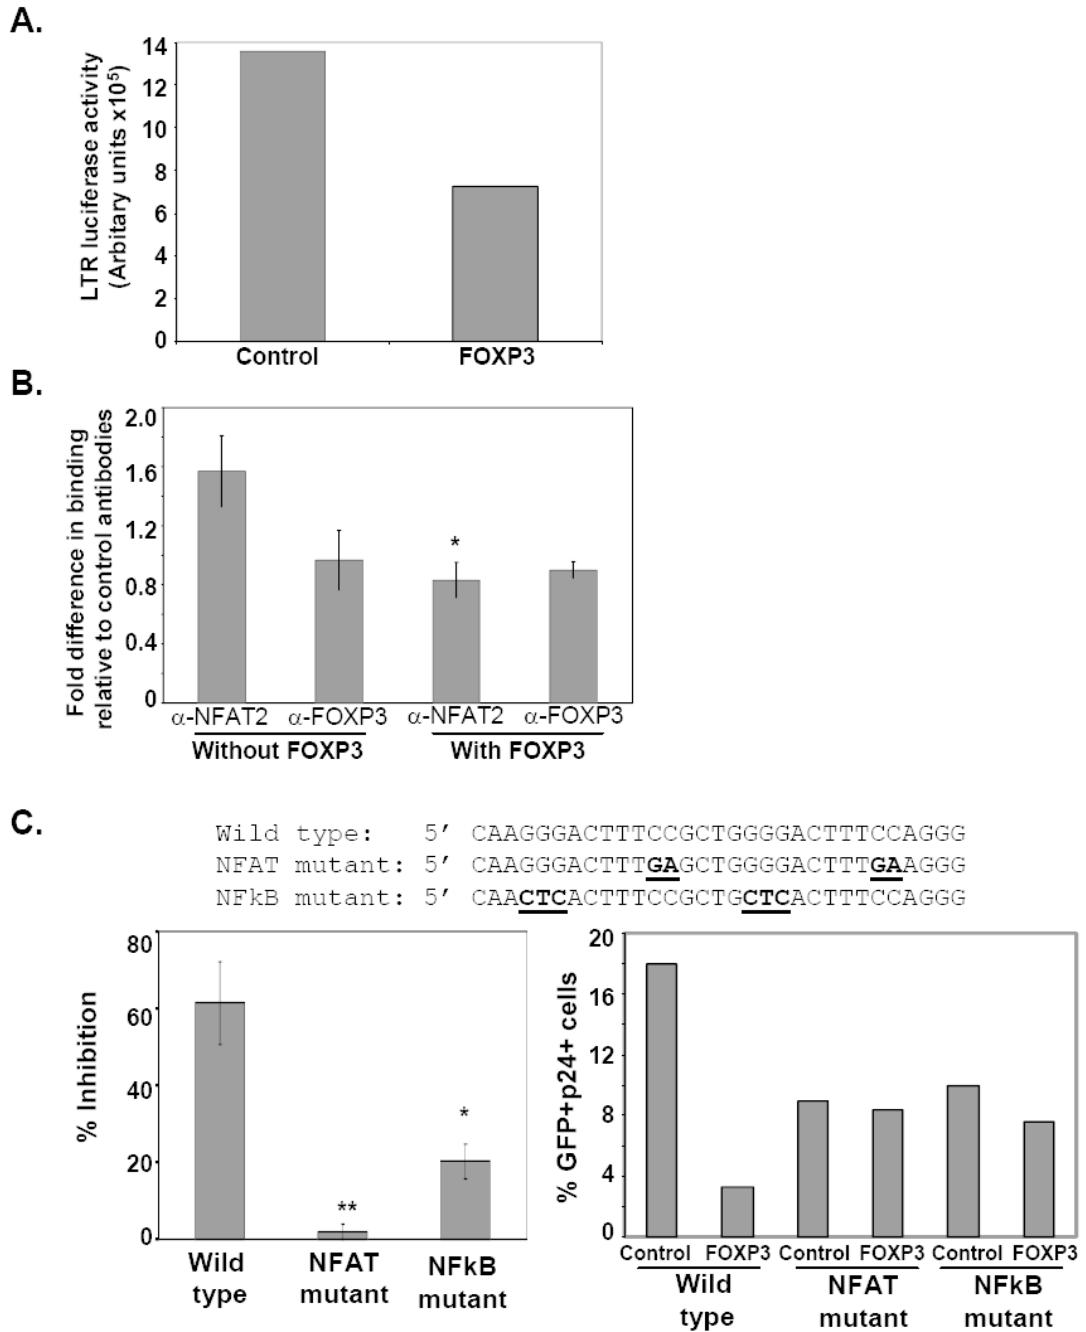 A.
LTR luciferase activity
(Arbitary units x10⁵)
14
12
10
8
6
4
2
0
Control
FOXP3
B.
Fold difference in binding
relative to control antibodies
2.0
1.6
1.2
0.8
0.4
0
*
α-NFAT2
α-FOXP3
α-NFAT2
α-FOXP3
Without FOXP3
With FOXP3
C.
Wild type: 5′ CAAGGGACTTTCCGCTGGGGACTTTCCAGGG
NFAT mutant: 5′ CAAGGGACTTTGAGCTGGGGACTTTGAAGGG
NFkB mutant: 5′ CAACTCACTTTCCGCTGCTCACTTTCCAGGG
% Inhibition
80
60
40
20
0
**
*
Wild type
NFAT mutant
NFkB mutant
% GFP+p24+ cells
20
16
12
8
4
0
Control
FOXP3
Control
FOXP3
Control
FOXP3
Wild type
NFAT mutant
NFkB mutant